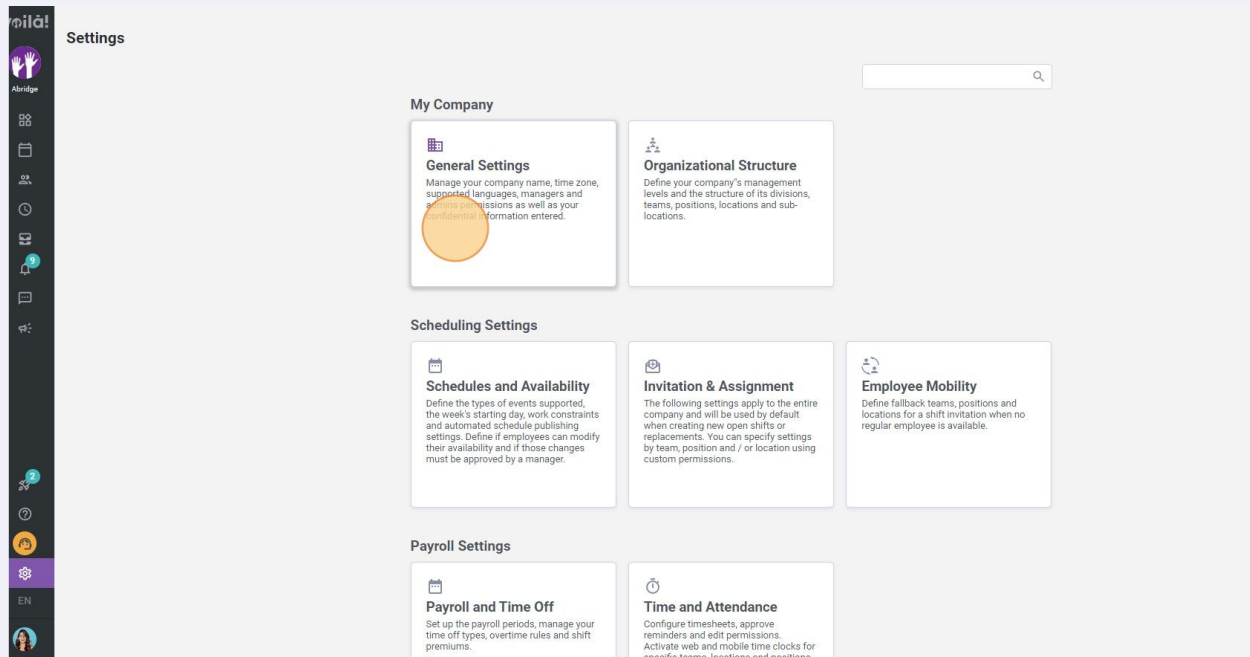 voilà!
Settings
Abridge
My Company
General Settings
Manage your company name, time zone,
supported languages, managers and
admins permissions as well as your
confidential information entered.
Organizational Structure
Define your company"s management
levels and the structure of its divisions,
teams, positions, locations and sub-
locations.
9
Scheduling Settings
Schedules and Availability
Define the types of events supported,
the week's starting day, work constraints
and automated schedule publishing
settings. Define if employees can modify
their availability and if those changes
must be approved by a manager.
Invitation & Assignment
The following settings apply to the entire
company and will be used by default
when creating new open shifts or
replacements. You can specify settings
by team, position and / or location using
custom permissions.
Employee Mobility
Define fallback teams, positions and
locations for a shift invitation when no
regular employee is available.
2
Payroll Settings
Payroll and Time Off
Set up the payroll periods, manage your
time off types, overtime rules and shift
premiums.
Time and Attendance
Configure timesheets, approve
reminders and edit permissions.
Activate web and mobile time clocks for
specific teams, locations and positions
EN